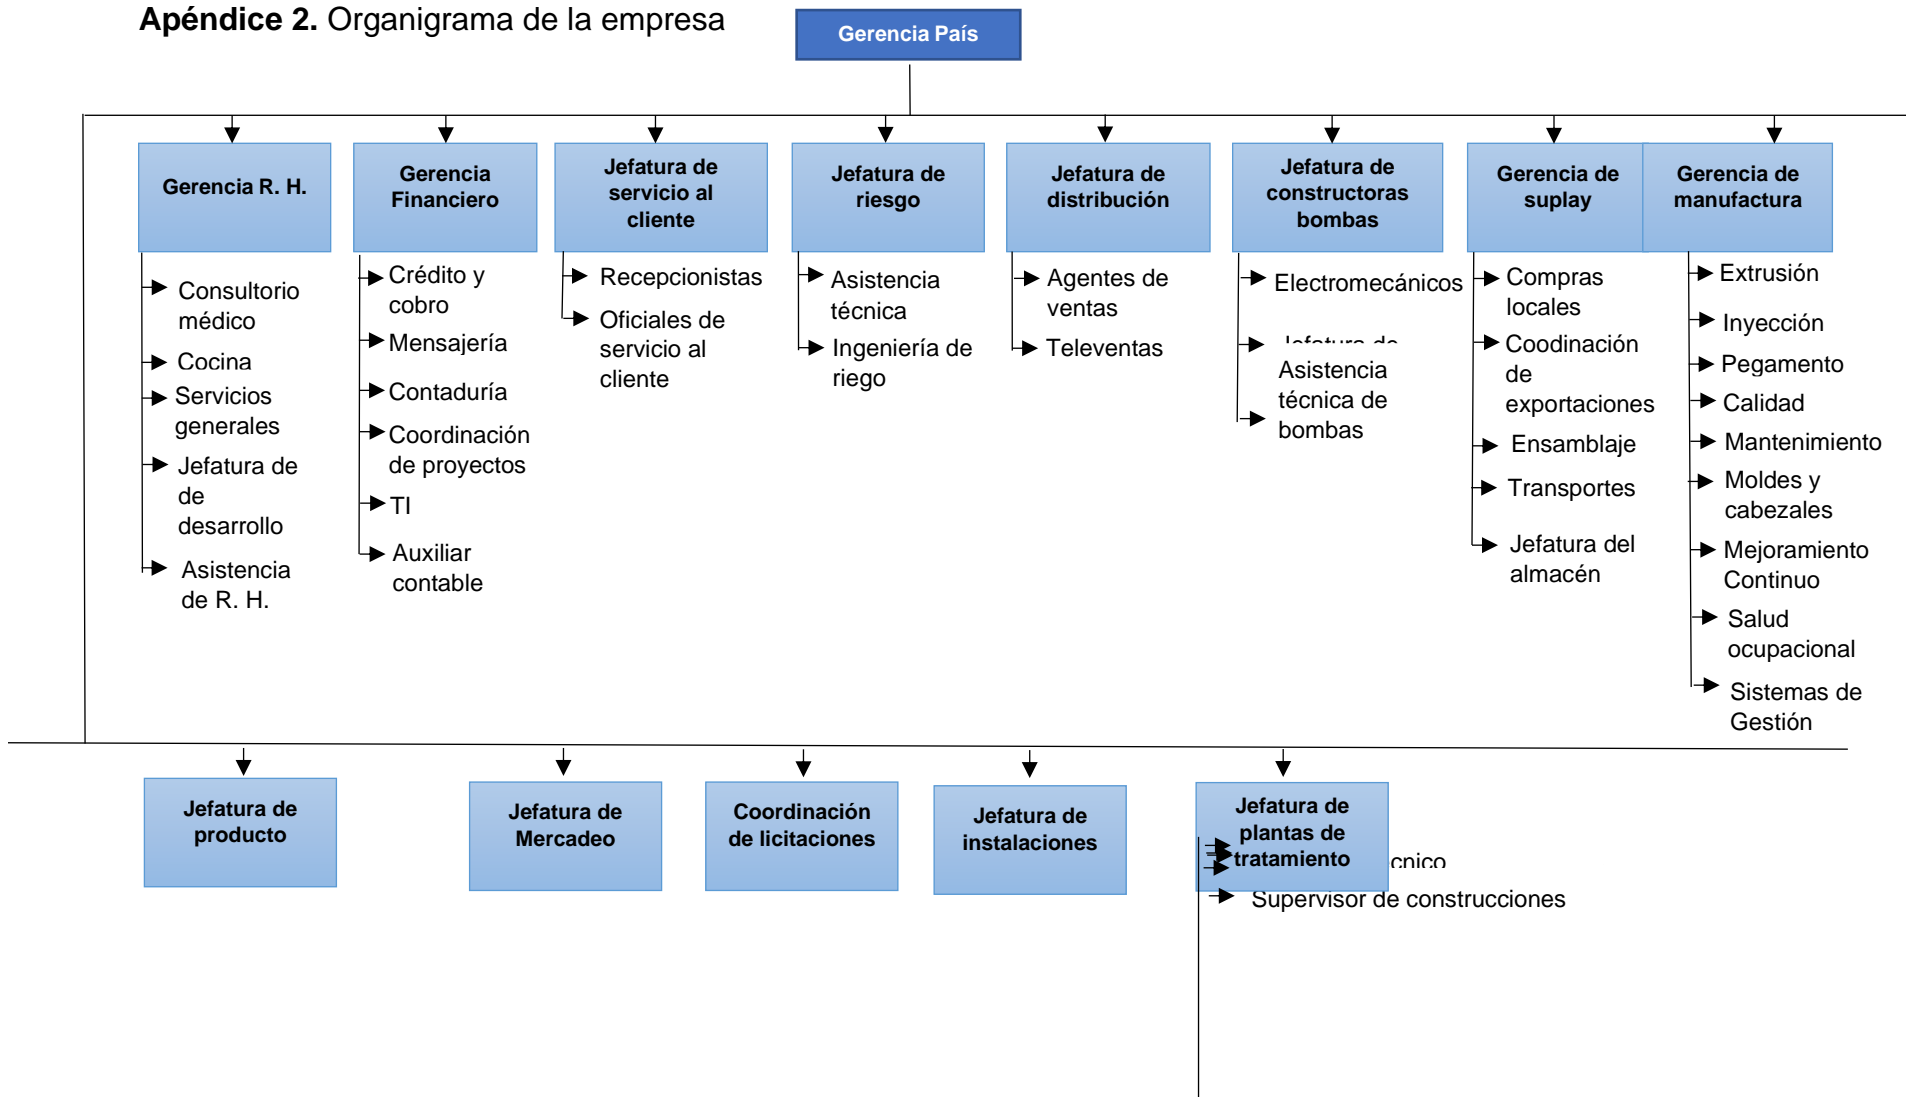 Apéndice 2. Organigrama de la empresa
Gerencia País
Gerencia R. H.
Consultorio
médico
Cocina
Servicios
generales
Jefatura de
de
desarrollo
Asistencia
de R. H.
Gerencia
Financiero
Crédito y
cobro
Mensajería
Contaduría
Coordinación
de proyectos
TI
Auxiliar
contable
Jefatura de
servicio al
cliente
Recepcionistas
Oficiales de
servicio al
cliente
Jefatura de
riesgo
Asistencia
técnica
Ingeniería de
riego
Jefatura de
distribución
Agentes de
ventas
Televentas
Jefatura de
constructoras
bombas
Electromecánicos
Jefatura de
Asistencia
técnica de
bombas
Gerencia de
suplay
Compras
locales
Coodinación
de
exportaciones
Ensamblaje
Transportes
Jefatura del
almacén
Gerencia de
manufactura
Extrusión
Inyección
Pegamento
Calidad
Mantenimiento
Moldes y
cabezales
Mejoramiento
Continuo
Salud
ocupacional
Sistemas de
Gestión
Jefatura de
producto
Jefatura de
Mercadeo
Coordinación
de licitaciones
Jefatura de
instalaciones
Jefatura de
plantas de
tratamiento
Supervisor de construcciones